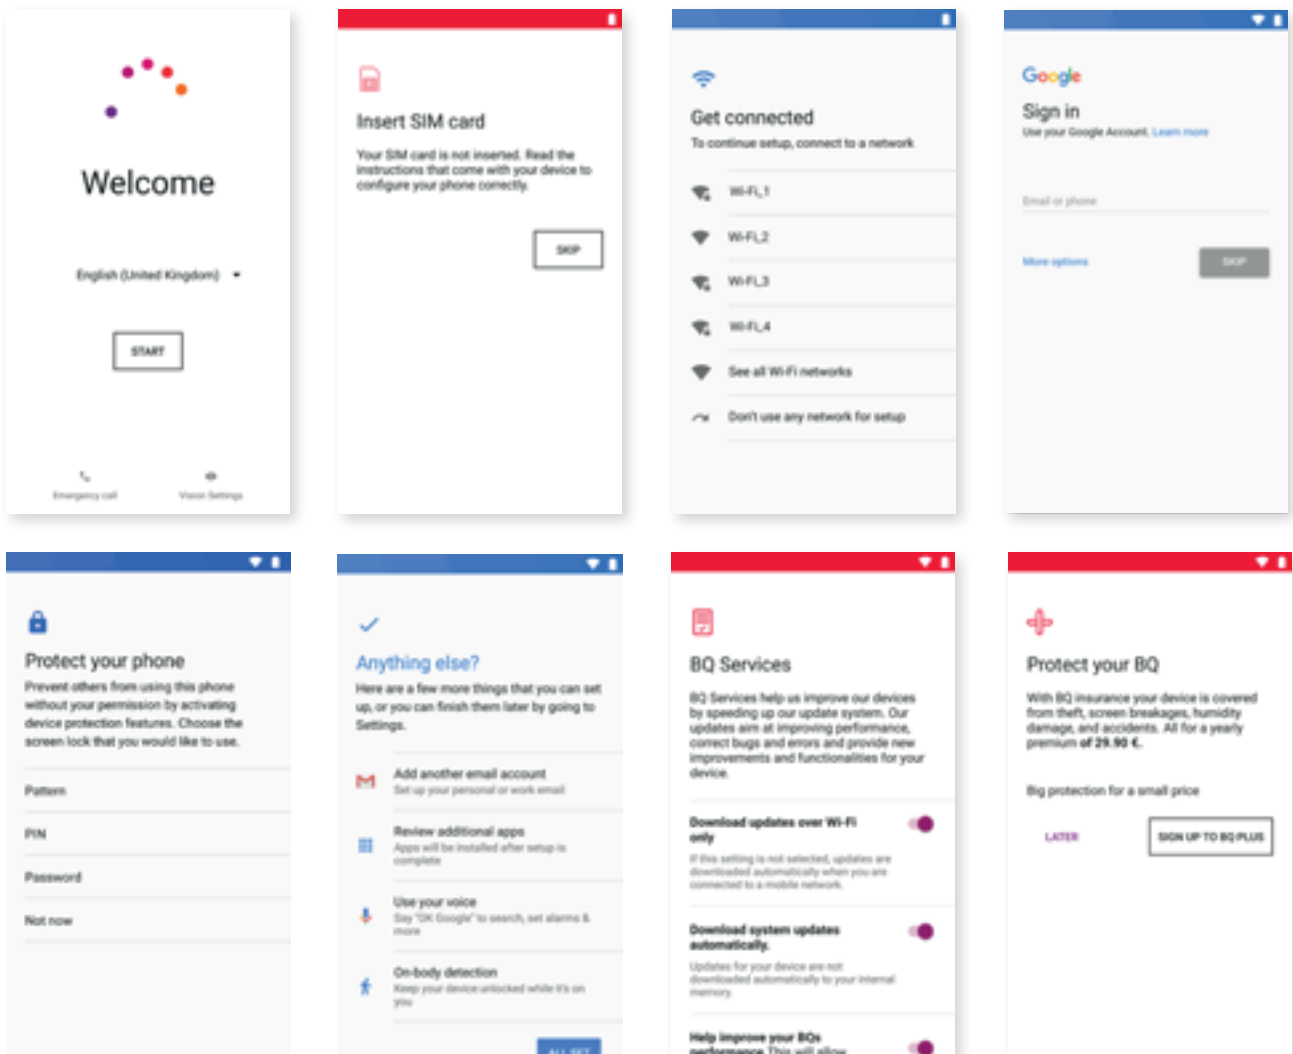 Welcome
English (United Kingdom)
START
Emergency call
Vision Settings
Insert SIM card
Your SIM card is not inserted. Read the
instructions that come with your device to
configure your phone correctly.
SKIP
Get connected
To continue setup, connect to a network
Wi-Fi_1
Wi-Fi_2
Wi-Fi_3
Wi-Fi_4
See all Wi-Fi networks
Don't use any network for setup
Google
Sign in
Use your Google Account. Learn more
Email or phone
More options
SKIP
Protect your phone
Prevent others from using this phone
without your permission by activating
device protection features. Choose the
screen lock that you would like to use.
Pattern
PIN
Password
Not now
Anything else?
Here are a few more things that you can set
up, or you can finish them later by going to
Settings.
Add another email account
Set up your personal or work email
Review additional apps
Apps will be installed after setup is
complete
Use your voice
Say "OK Google" to search, set alarms &
more
On-body detection
Keep your device unlocked while it's on
you
ALL SET
BQ Services
BQ Services help us improve our devices
by speeding up our update system. Our
updates aim at improving performance,
correct bugs and errors and provide new
improvements and functionalities for your
device.
Download updates over Wi-Fi
only
If this setting is not selected, updates are
downloaded automatically when you are
connected to a mobile network.
Download system updates
automatically.
Updates for your device are not
downloaded automatically to your internal
memory.
Help improve your BQs
performance This will allow
Protect your BQ
With BQ insurance your device is covered
from theft, screen breakages, humidity
damage, and accidents. All for a yearly
premium of 29.90 €.
Big protection for a small price
LATER
SIGN UP TO BQ PLUS